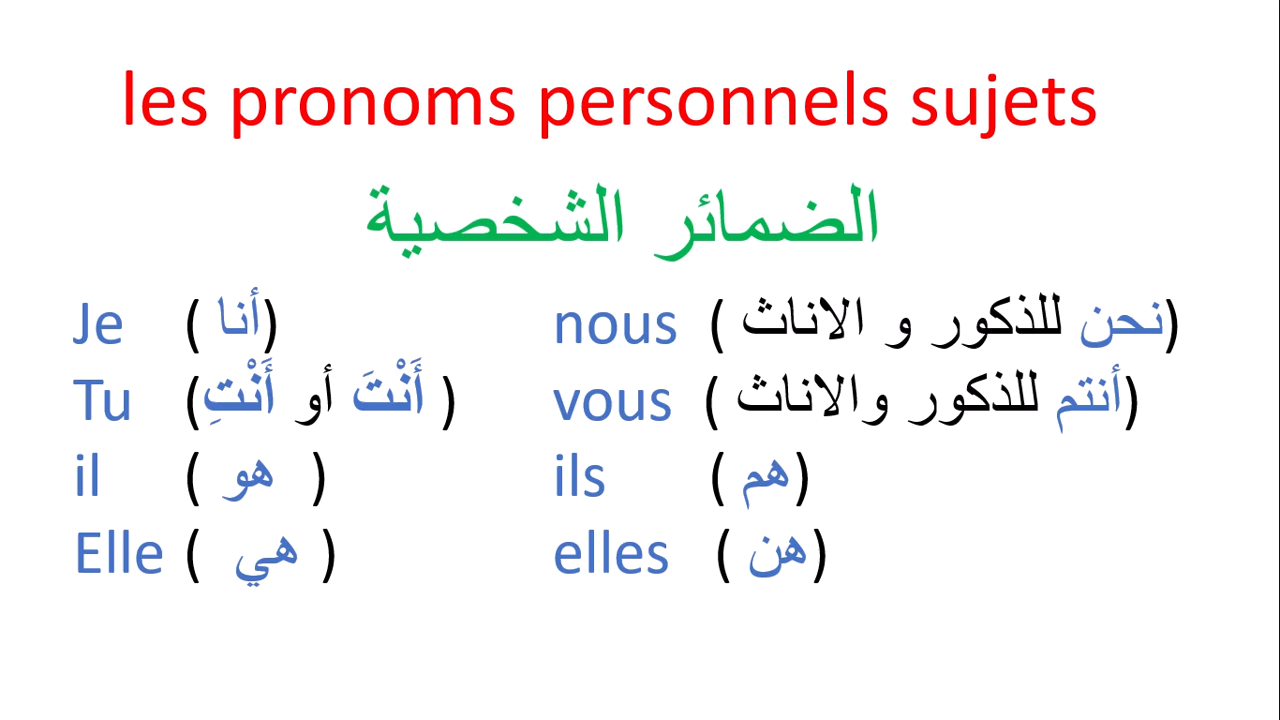 les pronoms personnels sujets
الضمائر الشخصية
Je ( أنا )
nous ( نحن للذكور و الاناث )
Tu ( أَنْتَ أو أَنْتِ )
vous ( أنتم للذكور والاناث )
il ( هو )
ils ( هم )
Elle ( هي )
elles ( هن )